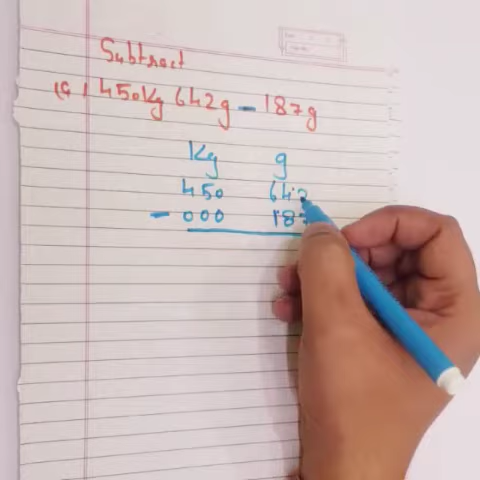 Subtract
450kg 642g - 187g
Kg g
450 642
- 000 187